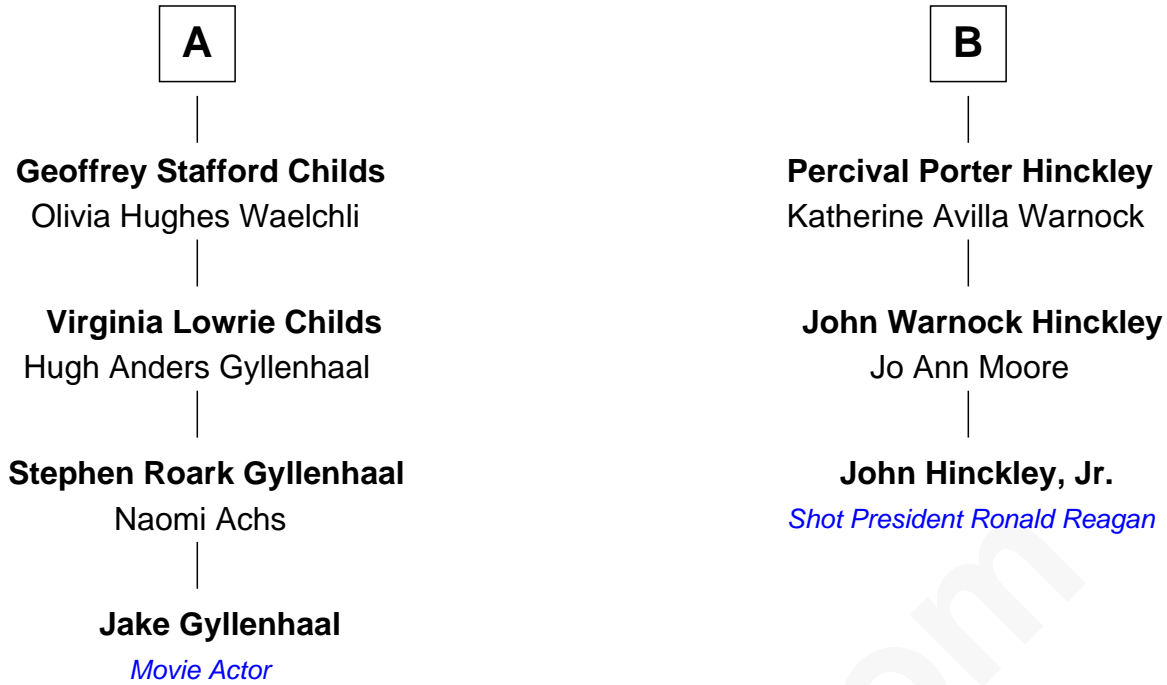 A
B
Geoffrey Stafford Childs
Olivia Hughes Waelchli
Percival Porter Hinckley
Katherine Avilla Warnock
Virginia Lowrie Childs
Hugh Anders Gyllenhaal
John Warnock Hinckley
Jo Ann Moore
Stephen Roark Gyllenhaal
Naomi Achs
John Hinckley, Jr.
Shot President Ronald Reagan
Jake Gyllenhaal
Movie Actor
om